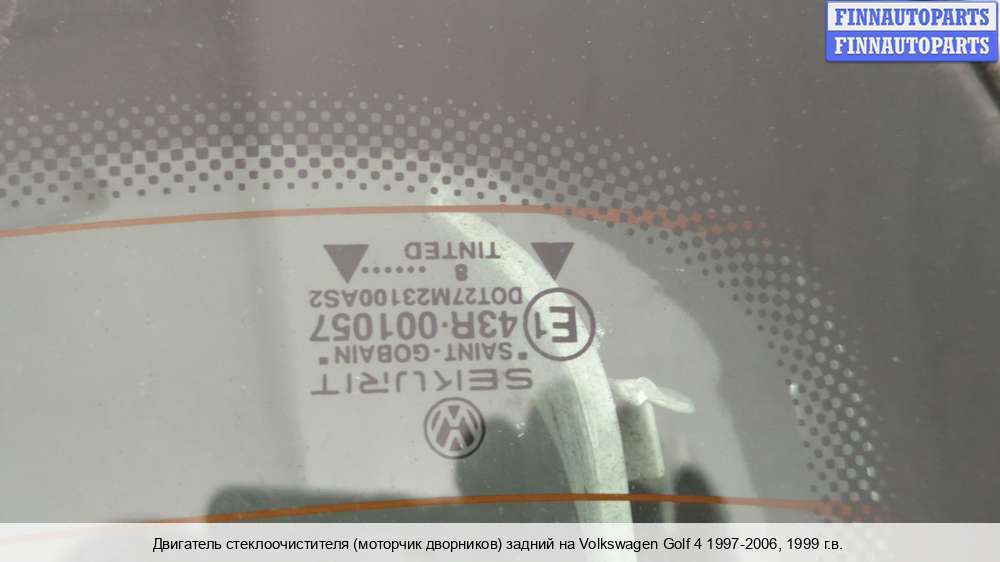 FINNAUTOPARTS
FINNAUTOPARTS
SEKURIT
"SAINT-GOBAIN"
E1 43R-001057
DOT27M23100AS2
8.......
TINTED
Двигатель стеклоочистителя (моторчик дворников) задний на Volkswagen Golf 4 1997-2006, 1999 г.в.